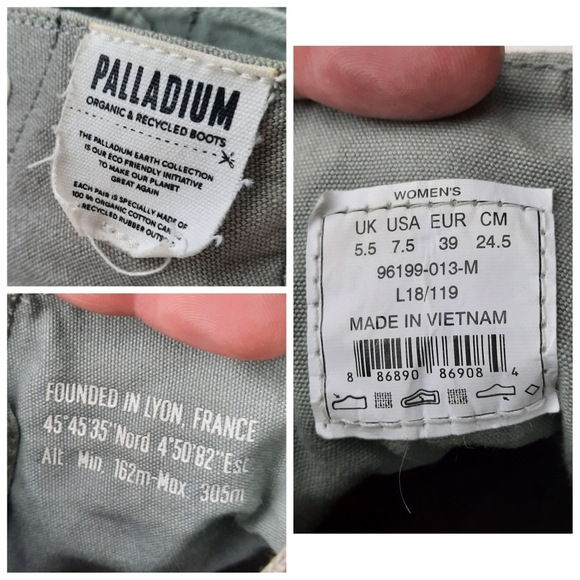 PALLADIUM
ORGANIC & RECYCLED BOOTS
THE PALLADIUM EARTH COLLECTION
IS OUR ECO FRIENDLY INITIATIVE
TO MAKE OUR PLANET
GREAT AGAIN
EACH PAIR IS SPECIALLY MADE OF
100 % ORGANIC COTTON
RECYCLED RUBBER
FOUNDED IN LYON, FRANCE
45°45'35"Nord 4°50'82"Est
Alt Min 162m-Max 305m
WOMEN'S
UK USA EUR CM
5.5 7.5 39 24.5
96199-013-M
L18/119
MADE IN VIETNAM
8 86890 86908 4